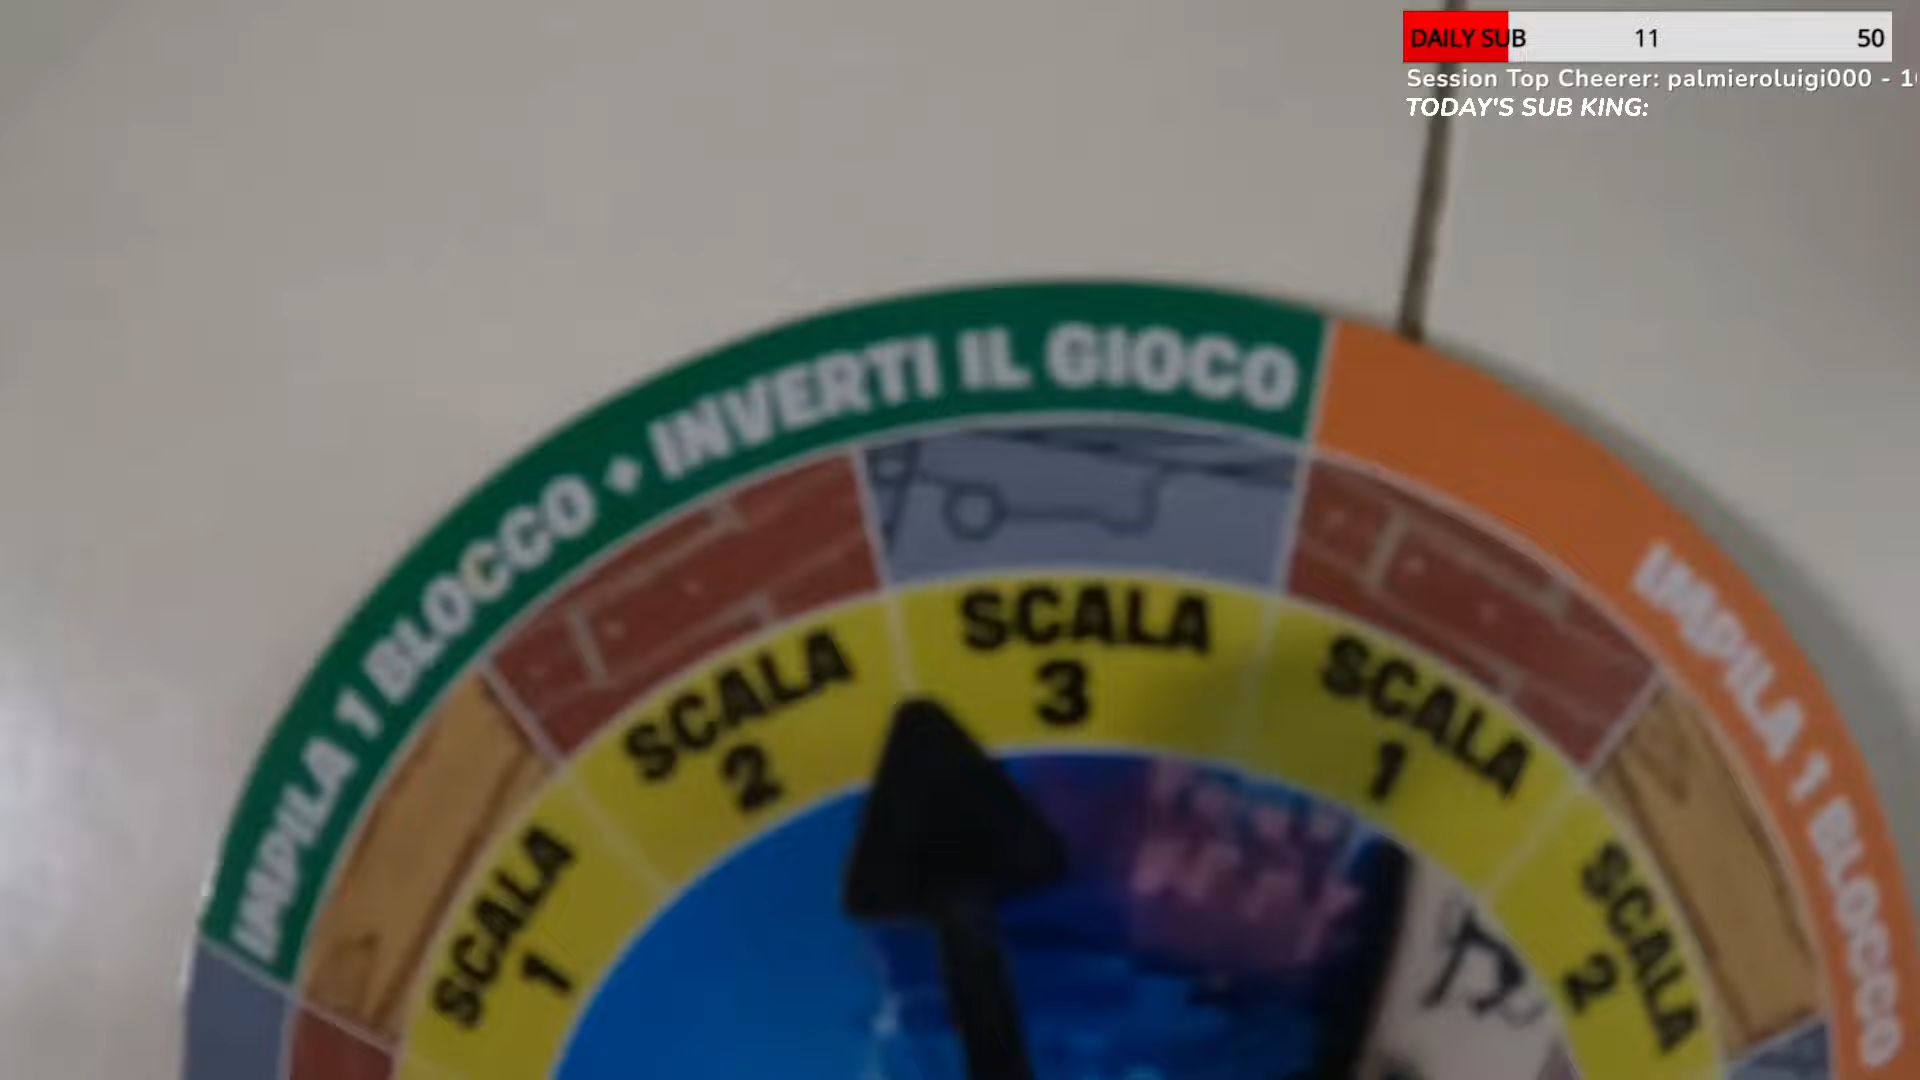 DAILY SUB 11 50
Session Top Cheerer: palmieroluigi000 - 1
TODAY'S SUB KING:
IMPILA 1 BLOCCO + INVERTI IL GIOCO
IMPILA 1 BLOCCO
SCALA
1
SCALA
2
SCALA
3
SCALA
1
SCALA
2